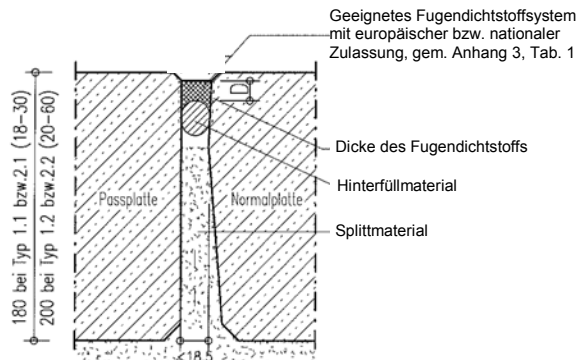 Geeignetes Fugendichtstoffsystem
mit europäischer bzw. nationaler
Zulassung, gem. Anhang 3, Tab. 1
D
Dicke des Fugendichtstoffs
Hinterfüllmaterial
Passplatte
Normalplatte
Splittmaterial
180 bei Typ 1.1 bzw.2.1 (18-30)
200 bei Typ 1.2 bzw.2.2 (20-60)
<18,5